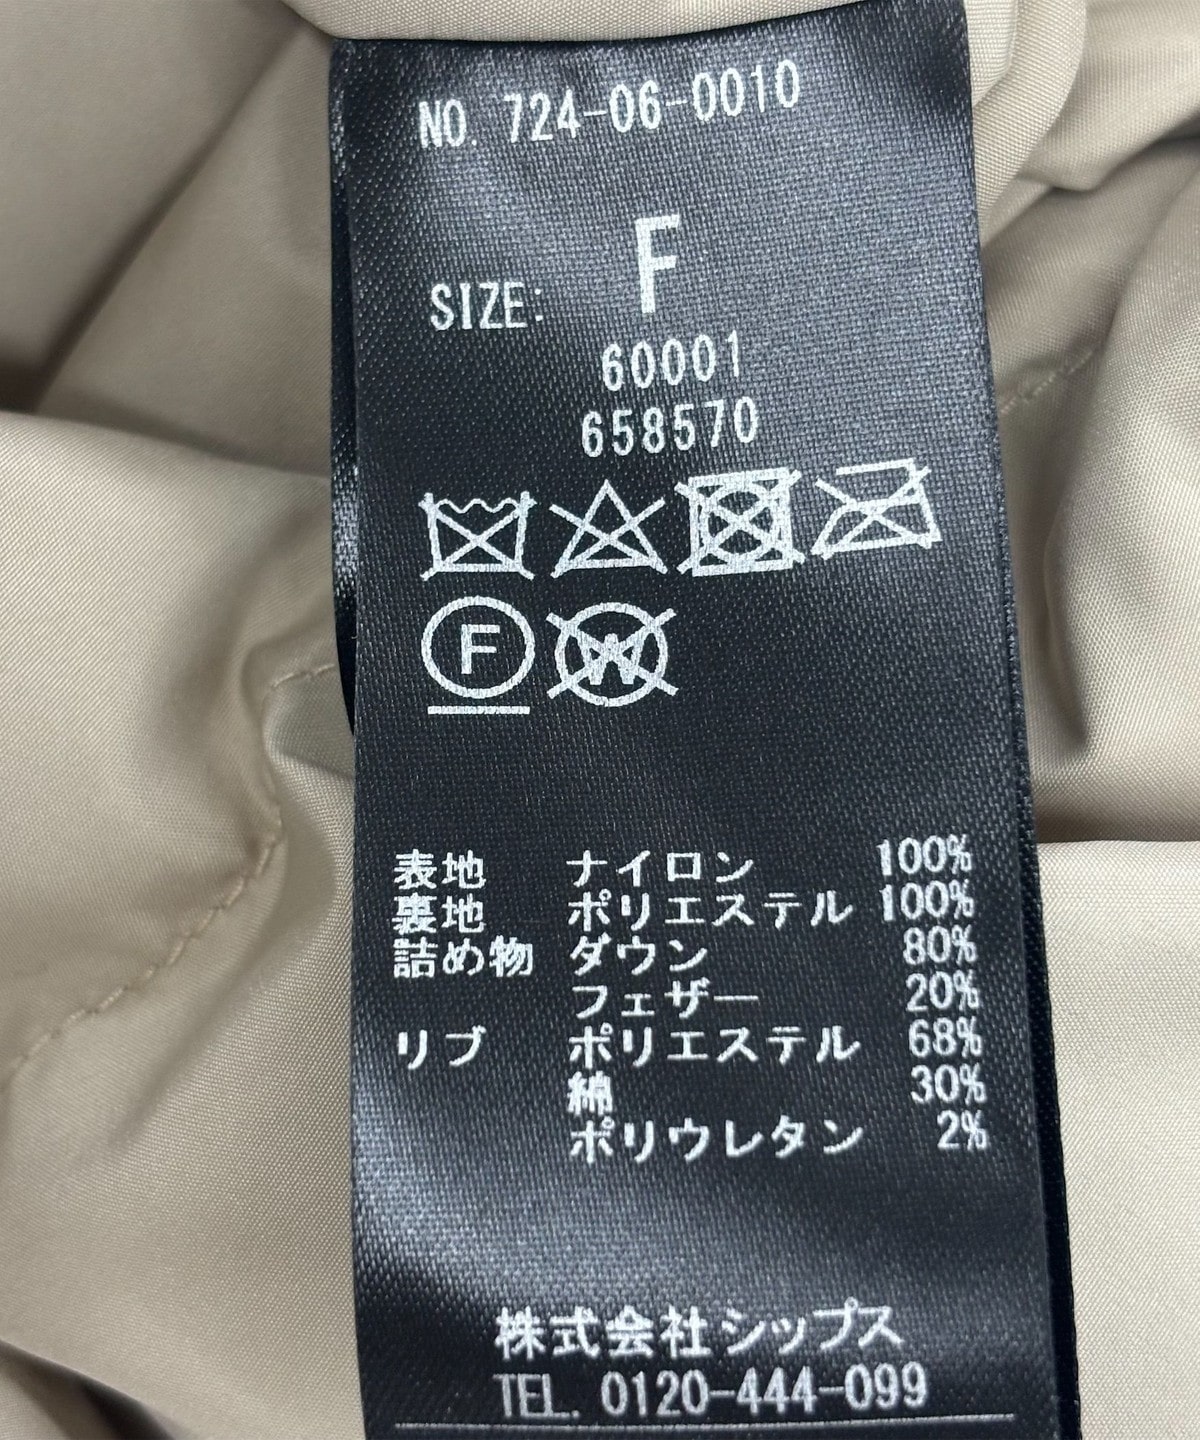 NO. 724-06-0010
SIZE: F
60001
658570
F
W
表地 ナイロン 100%
裏地 ポリエステル 100%
詰め物 ダウン 80%
フェザー 20%
リブ ポリエステル 68%
綿 30%
ポリウレタン 2%
株式会社シップス
TEL. 0120-444-099